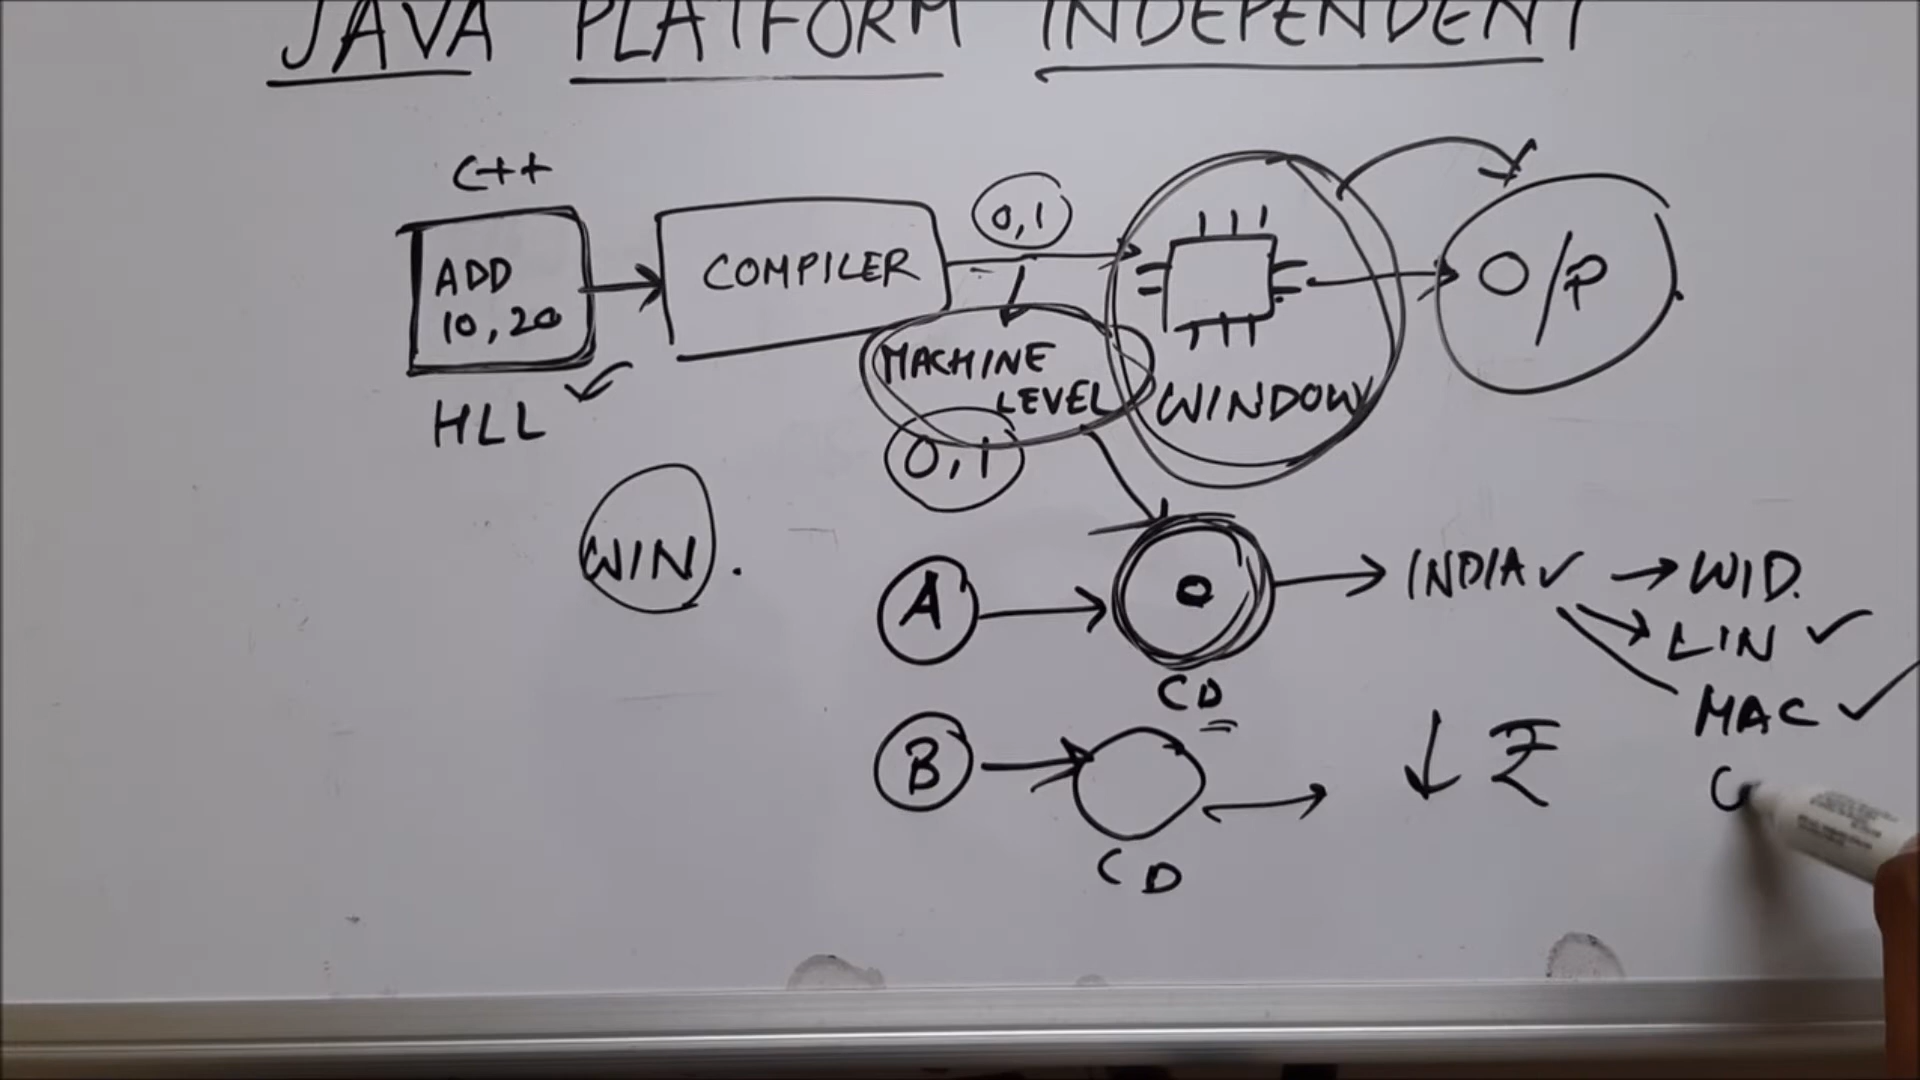 JAVA PLATFORM INDEPENDENT
C++
ADD
10,20
HLL
COMPILER
0,1
MACHINE
LEVEL
0,1
WINDOW
O/P
WIN.
A
CD
INDIA → WID.
LIN
MAC
B
CD
↓ ₹